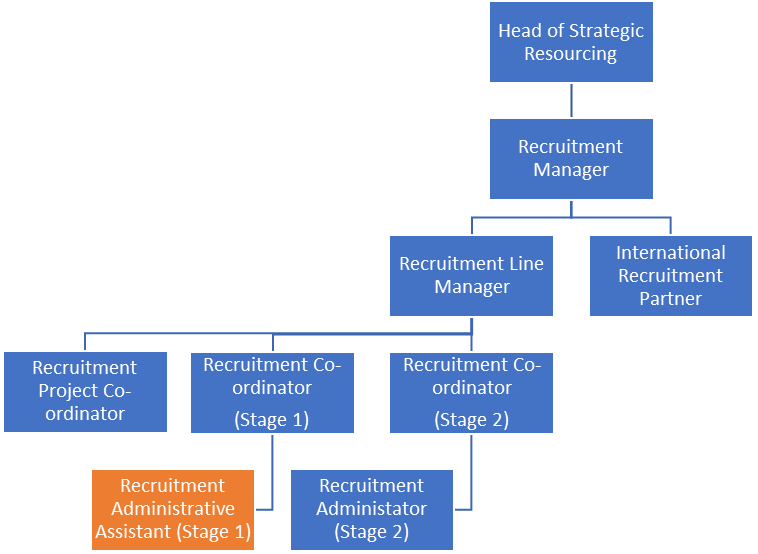 Head of Strategic
Resourcing
Recruitment
Manager
Recruitment Line
Manager
International
Recruitment
Partner
Recruitment
Project Co-
ordinator
Recruitment Co-
ordinator
(Stage 1)
Recruitment Co-
ordinator
(Stage 2)
Recruitment
Administrative
Assistant (Stage 1)
Recruitment
Administator
(Stage 2)